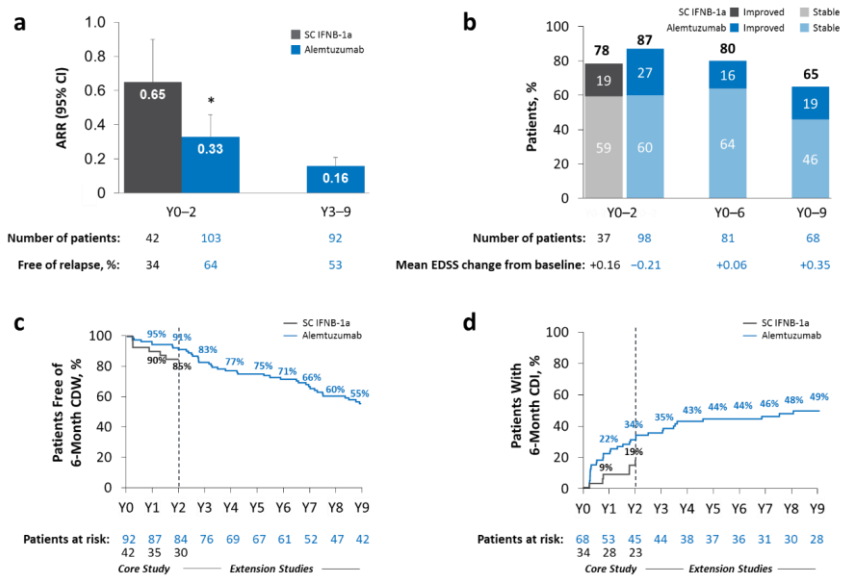 a
SC IFNB-1a
Alemtuzumab
ARR (95% CI)
1.0
0.8
0.6
0.4
0.2
0
0.65
*
0.33
0.16
Y0–2 Y3–9
Number of patients: 42 103 92
Free of relapse, %: 34 64 53
b
SC IFNB-1a Improved Stable
Alemtuzumab Improved Stable
Patients, %
100
80
60
40
20
0
78 87 80 65
19 27 16 19
59 60 64 46
Y0–2 Y0–6 Y0–9
Number of patients: 37 98 81 68
Mean EDSS change from baseline: +0.16 −0.21 +0.06 +0.35
c
SC IFNB-1a
Alemtuzumab
Patients Free of
6-Month CDW, %
100
80
60
40
20
0
95% 91% 83% 77% 75% 71% 66% 60% 55%
90% 85%
Y0 Y1 Y2 Y3 Y4 Y5 Y6 Y7 Y8 Y9
Patients at risk: 92 87 84 76 69 67 61 52 47 42
42 35 30
Core Study Extension Studies
d
SC IFNB-1a
Alemtuzumab
Patients With
6-Month CDI, %
100
80
60
40
20
0
22% 34% 35% 43% 44% 44% 46% 48% 49%
9% 19%
Y0 Y1 Y2 Y3 Y4 Y5 Y6 Y7 Y8 Y9
Patients at risk: 68 53 45 44 38 37 36 31 30 28
34 28 23
Core Study Extension Studies